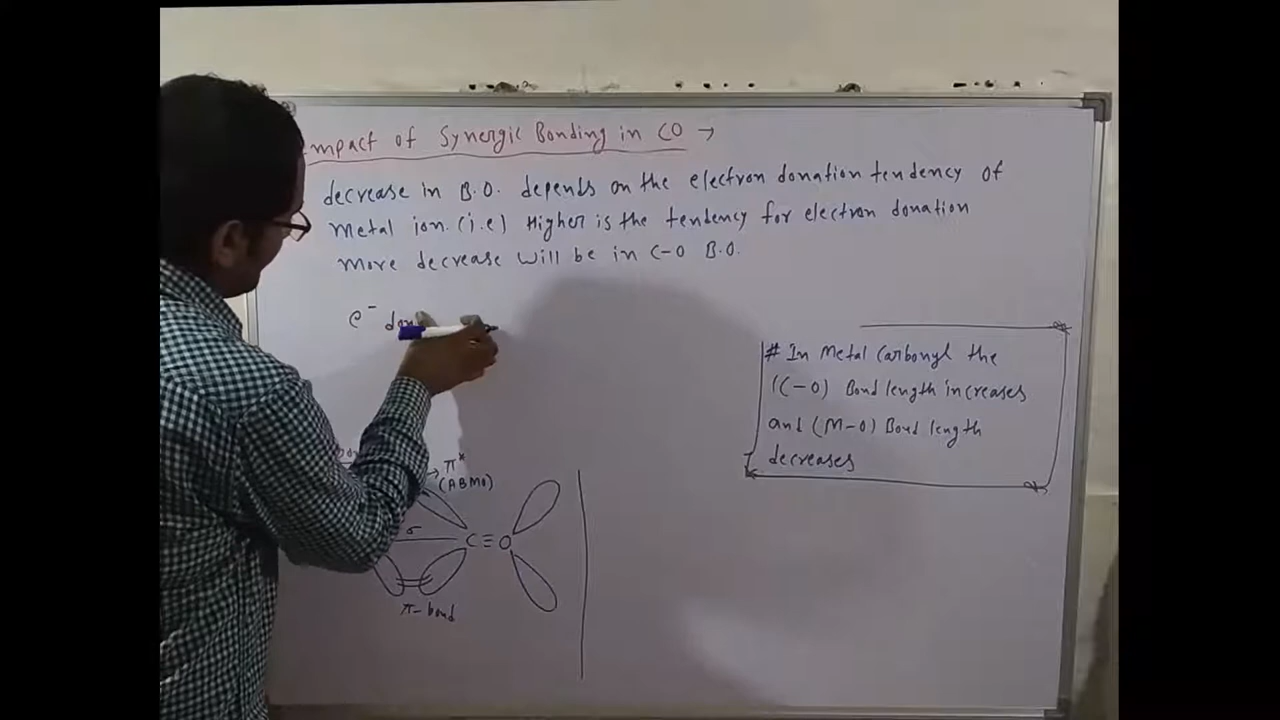 Impact of Synergic Bonding in CO →
decrease in B.O. depends on the electron donation tendency of
Metal ion. (i.e) Higher is the tendency for electron donation
More decrease will be in C-O B.O.
e⁻ don
# In Metal Carbonyl the
(C-O) Bond length increases
and (M-O) Bond length
decreases
→ π*
(ABMO)
σ
C≡O
π-bond